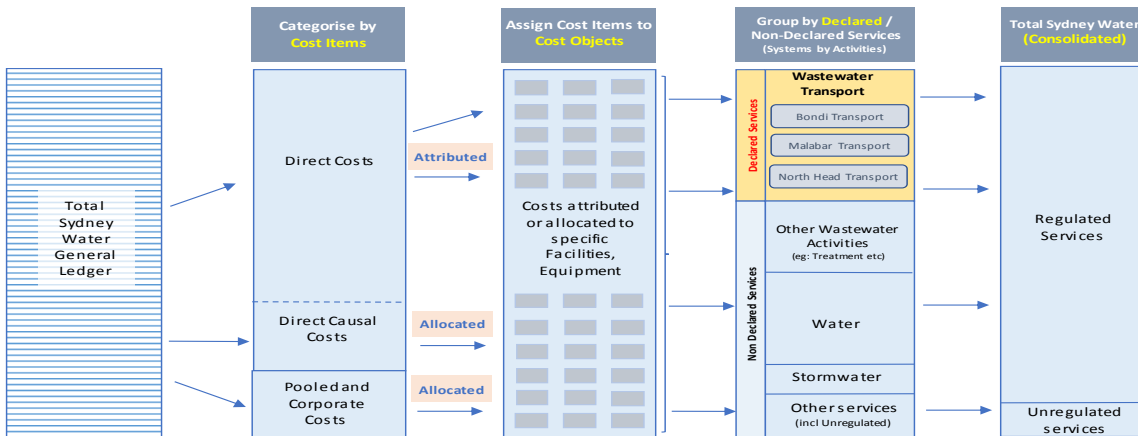 Categorise by
Cost Items
Assign Cost Items to
Cost Objects
Group by Declared /
Non-Declared Services
(Systems by Activities)
Total Sydney Water
(Consolidated)
Total
Sydney
Water
General
Ledger
Direct Costs
Direct Causal
Costs
Pooled and
Corporate
Costs
Attributed
Allocated
Allocated
Costs attributed
or allocated to
specific
Facilities,
Equipment
Declared Services
Wastewater
Transport
Bondi Transport
Malabar Transport
North Head Transport
Non Declared Services
Other Wastewater
Activities
(eg: Treatment etc)
Water
Stormwater
Other services
(incl Unregulated)
Regulated
Services
Unregulated
services